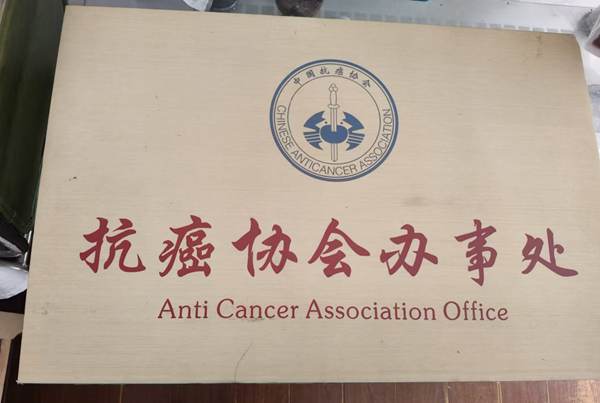 中国抗癌协会
CHINESE ANTICANCER ASSOCIATION
抗癌协会办事处
Anti Cancer Association Office